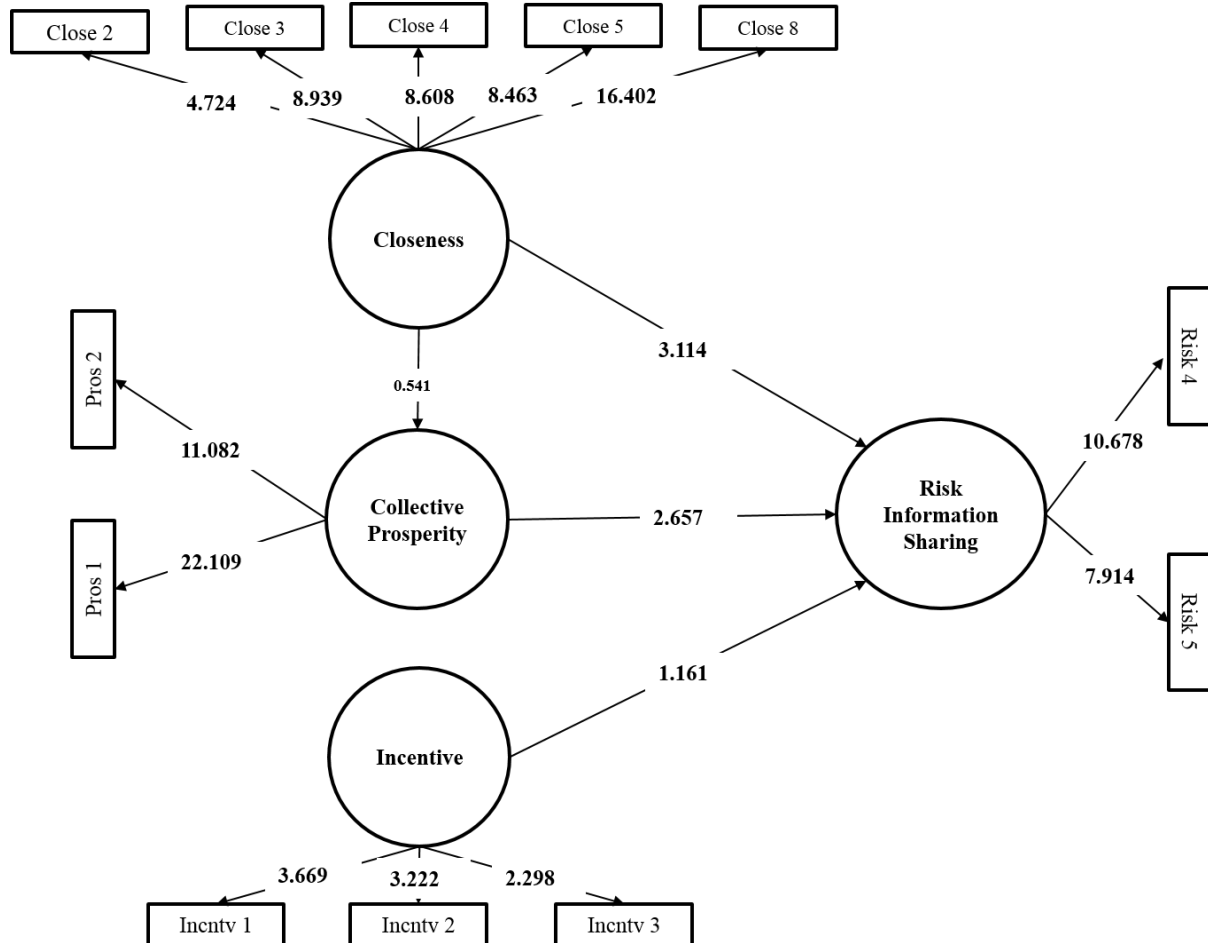 Close 2
Close 3
Close 4
Close 5
Close 8
4.724
8.939
8.608
8.463
16.402
Closeness
3.114
0.541
Pros 2
11.082
Pros 1
22.109
Collective
Prosperity
2.657
Risk
Information
Sharing
Risk 4
10.678
7.914
Risk 5
1.161
Incentive
3.669
3.222
2.298
Incntv 1
Incntv 2
Incntv 3